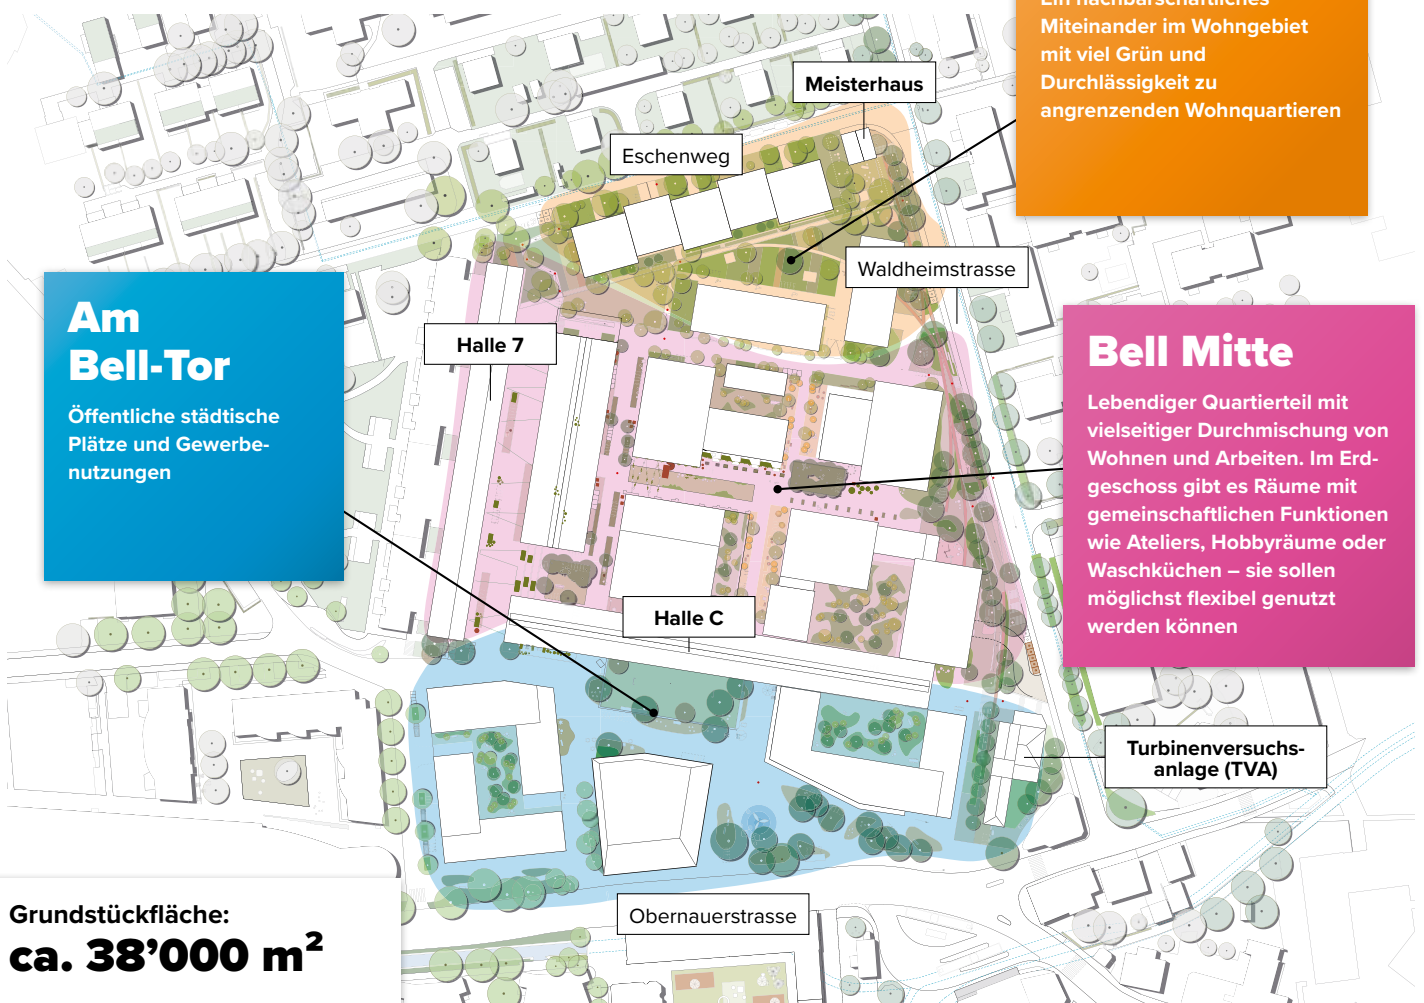 Ein nachbarschaftliches
Miteinander im Wohngebiet
mit viel Grün und
Durchlässigkeit zu
angrenzenden Wohnquartieren
Meisterhaus
Eschenweg
Waldheimstrasse
Am
Bell-Tor
Öffentliche städtische
Plätze und Gewerbe-
nutzungen
Halle 7
Bell Mitte
Lebendiger Quartierteil mit
vielseitiger Durchmischung von
Wohnen und Arbeiten. Im Erd-
geschoss gibt es Räume mit
gemeinschaftlichen Funktionen
wie Ateliers, Hobbyräume oder
Waschküchen – sie sollen
möglichst flexibel genutzt
werden können
Halle C
Turbinenversuchs-
anlage (TVA)
Obernauerstrasse
Grundstückfläche:
ca. 38’000 m²